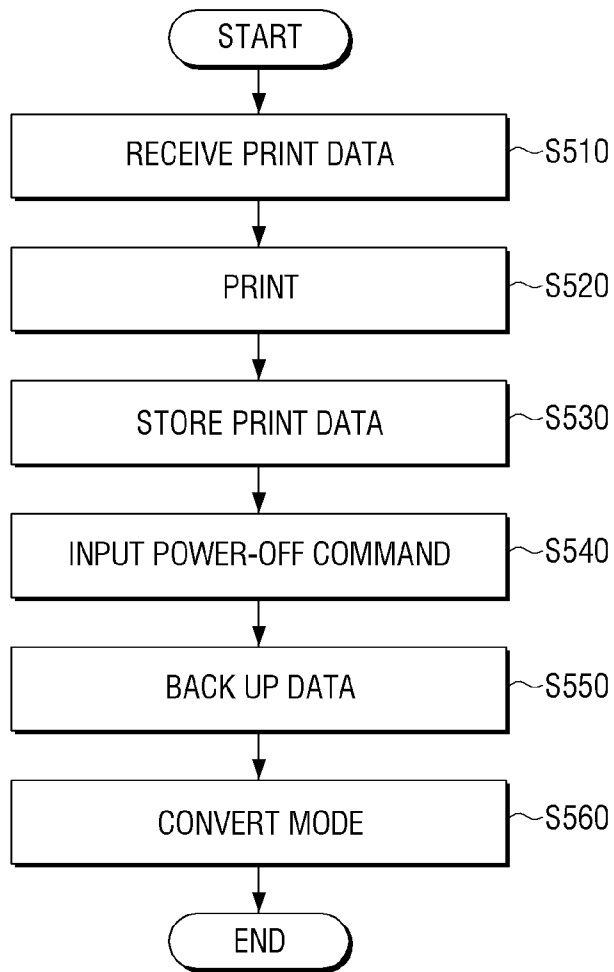 START
RECEIVE PRINT DATA
S510
PRINT
S520
STORE PRINT DATA
S530
INPUT POWER-OFF COMMAND
S540
BACK UP DATA
S550
CONVERT MODE
S560
END